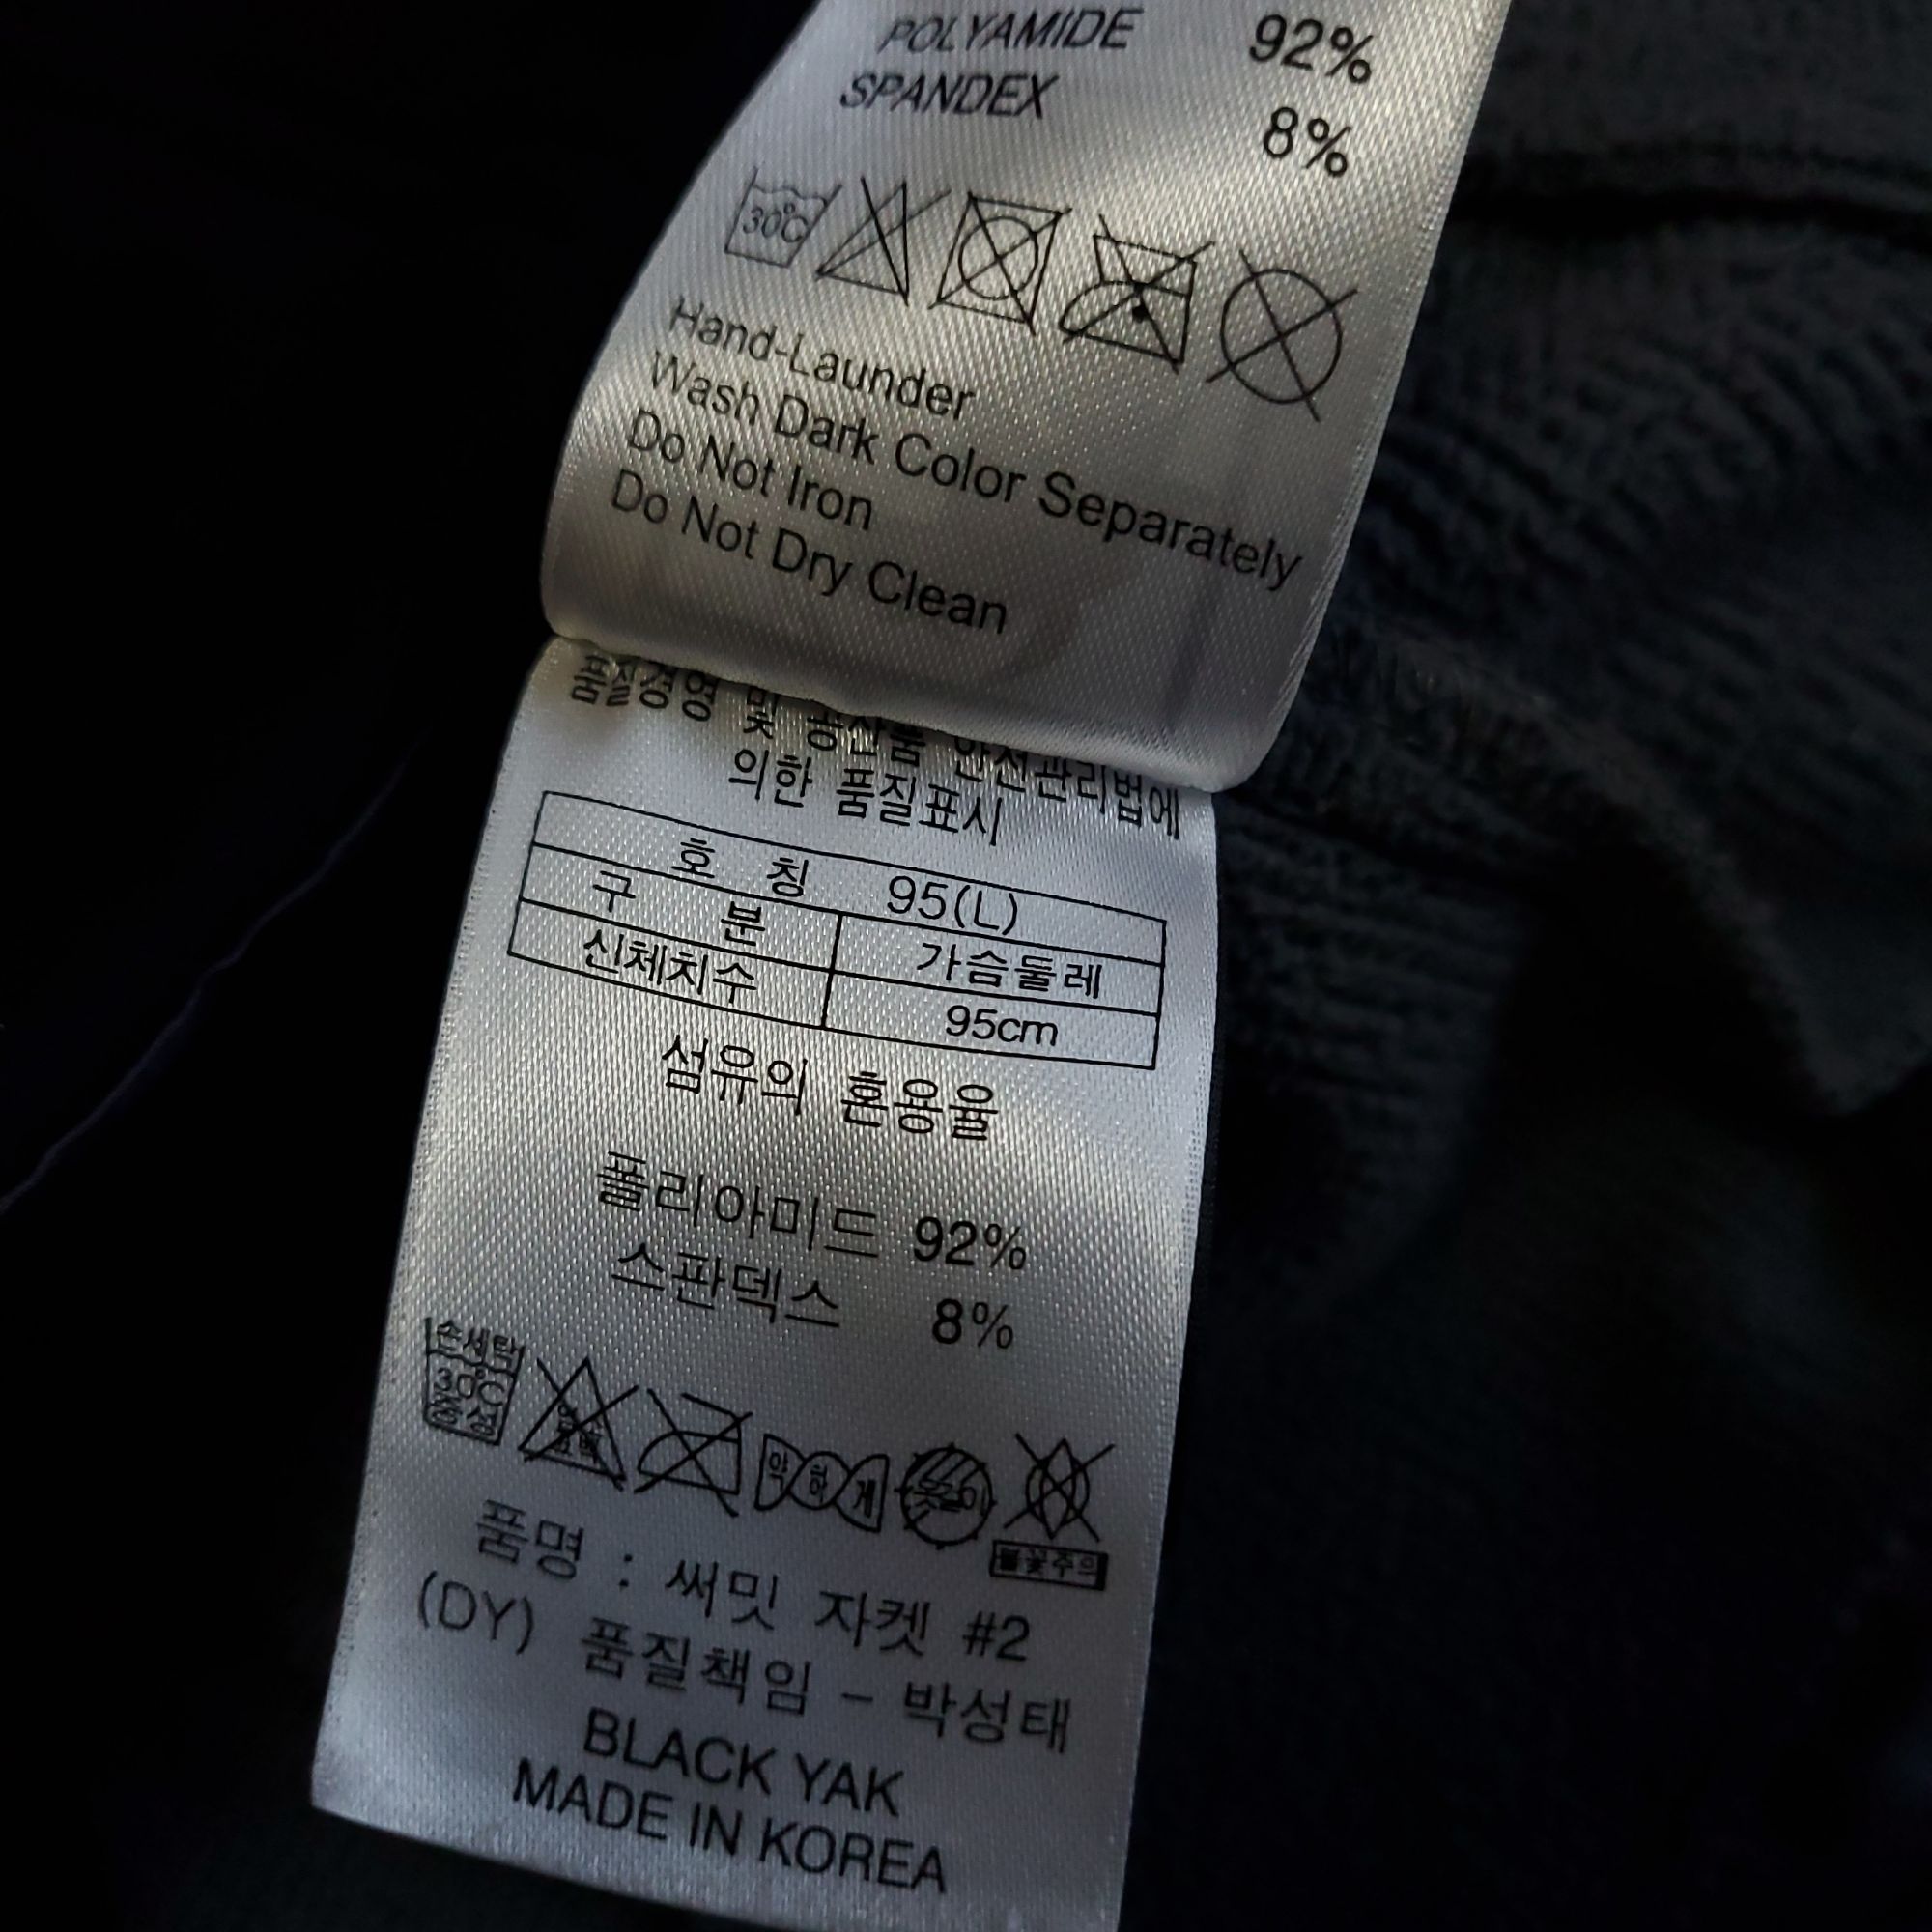 POLYAMIDE 92%
SPANDEX 8%
30℃
Hand-Launder
Wash Dark Color Separately
Do Not Iron
Do Not Dry Clean
품질경영 및 공산품 안전관리법에
의한 품질표시
호 칭 95(L)
구 분 가슴둘레
신체치수 95cm
섬유의 혼용율
폴리아미드 92%
스판덱스 8%
손세탁
30℃
중성
약하게
옷걸이
불꽃주의
품명 : 써밋 자켓 #2
(DY) 품질책임 - 박성태
BLACK YAK
MADE IN KOREA